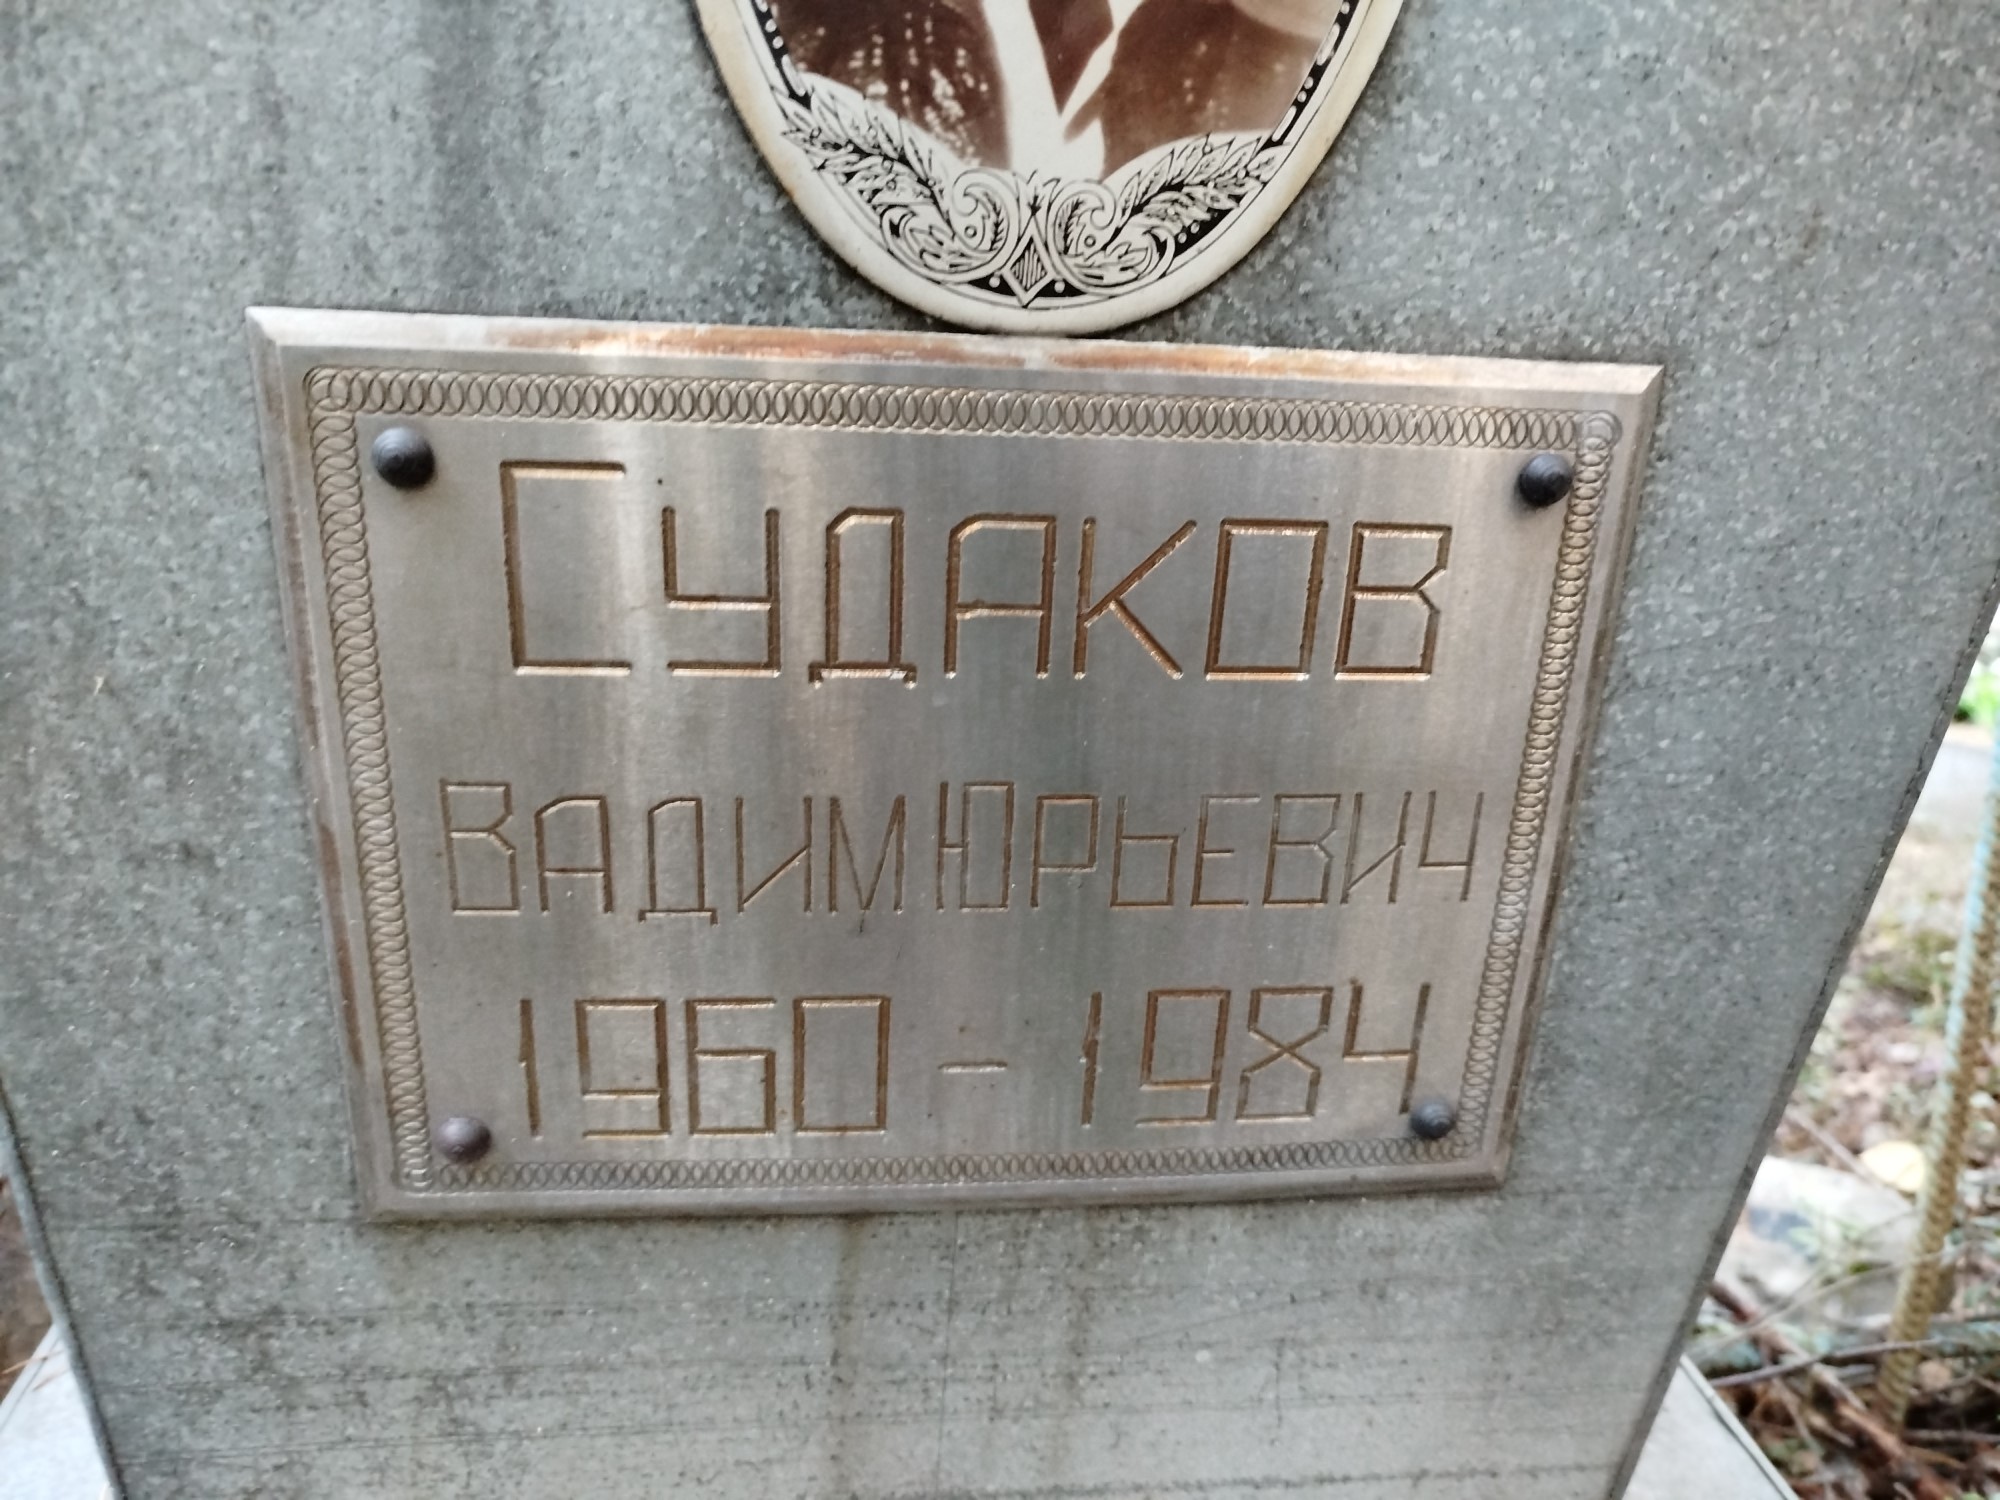 Судаков
Вадим Юрьевич
1960 - 1984